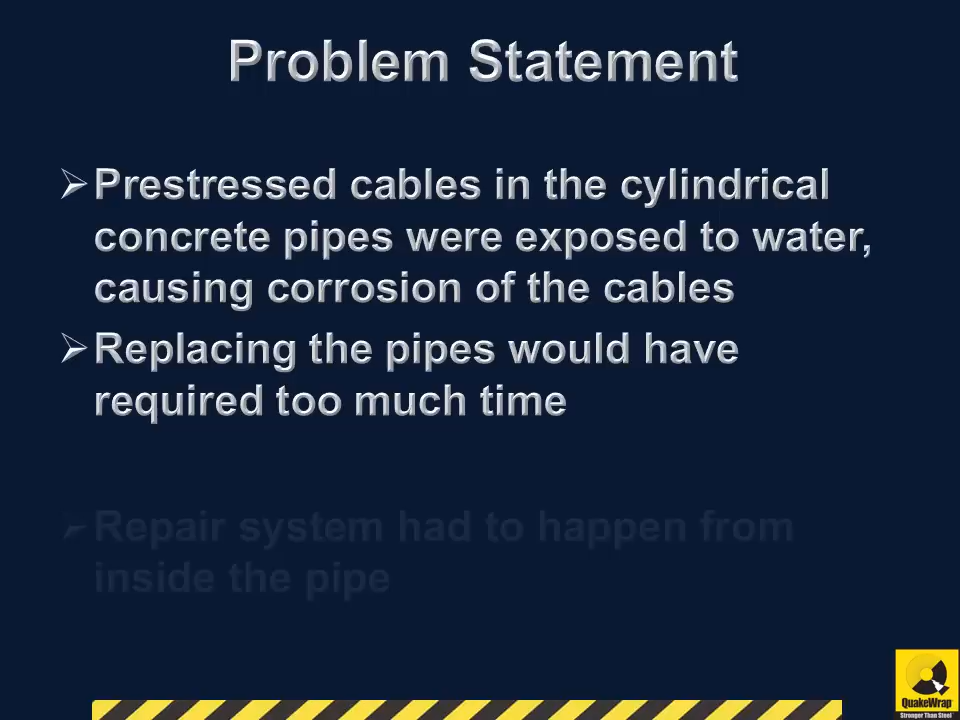 Problem Statement
Prestressed cables in the cylindrical
concrete pipes were exposed to water,
causing corrosion of the cables
Replacing the pipes would have
required too much time
Repair system had to happen from
inside the pipe
QuakeWrap
Stronger Than Steel